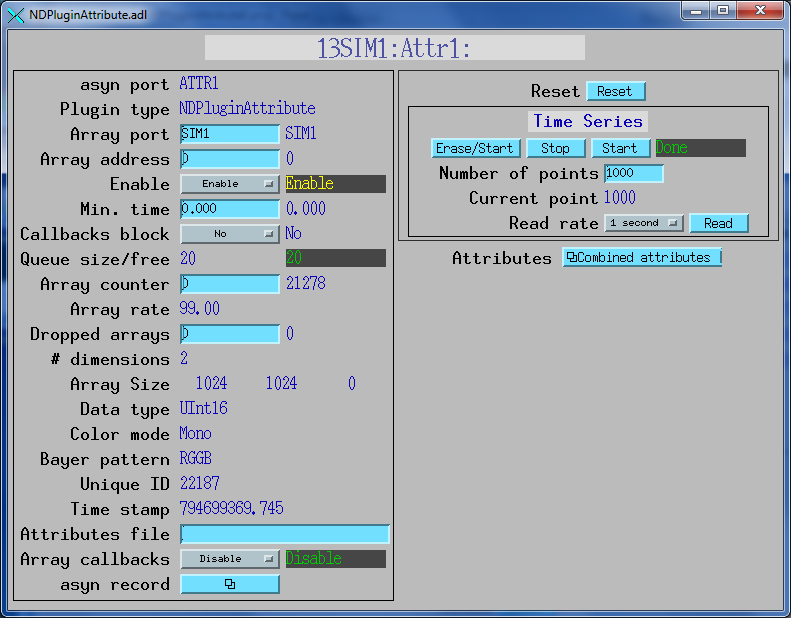 NDPluginAttribute.adl
13SIM1:Attr1:
asyn port ATTR1
Plugin type NDPluginAttribute
Array port SIM1 SIM1
Array address 0 0
Enable Enable Enable
Min. time 0.000 0.000
Callbacks block No No
Queue size/free 20 20
Array counter 0 21278
Array rate 99.00
Dropped arrays 0 0
# dimensions 2
Array Size 1024 1024 0
Data type UInt16
Color mode Mono
Bayer pattern RGGB
Unique ID 22187
Time stamp 794699369.745
Attributes file
Array callbacks Disable Disable
asyn record
Reset Reset
Time Series
Erase/Start Stop Start Done
Number of points 1000
Current point 1000
Read rate 1 second Read
Attributes Combined attributes